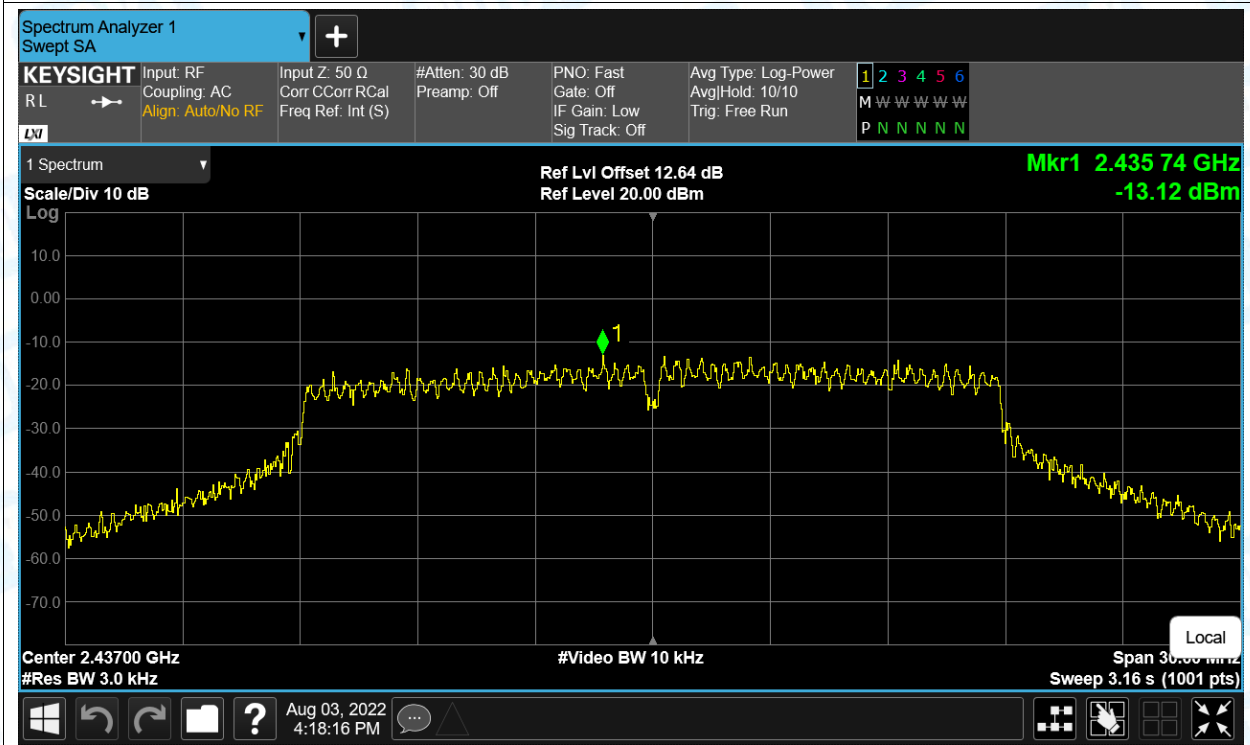 Spectrum Analyzer 1
Swept SA
KEYSIGHT
R L
LXI
Input: RF
Coupling: AC
Align: Auto/No RF
Input Z: 50 Ω
Corr CCorr RCal
Freq Ref: Int (S)
#Atten: 30 dB
Preamp: Off
PNO: Fast
Gate: Off
IF Gain: Low
Sig Track: Off
Avg Type: Log-Power
Avg|Hold: 10/10
Trig: Free Run
1 2 3 4 5 6
M W W W W W
P N N N N N
1 Spectrum
Scale/Div 10 dB
Log
Ref Lvl Offset 12.64 dB
Ref Level 20.00 dBm
Mkr1 2.435 74 GHz
-13.12 dBm
10.0
0.00
-10.0
-20.0
-30.0
-40.0
-50.0
-60.0
-70.0
1
Local
Center 2.43700 GHz
#Res BW 3.0 kHz
#Video BW 10 kHz
Span 30.00 MHz
Sweep 3.16 s (1001 pts)
?
Aug 03, 2022
4:18:16 PM